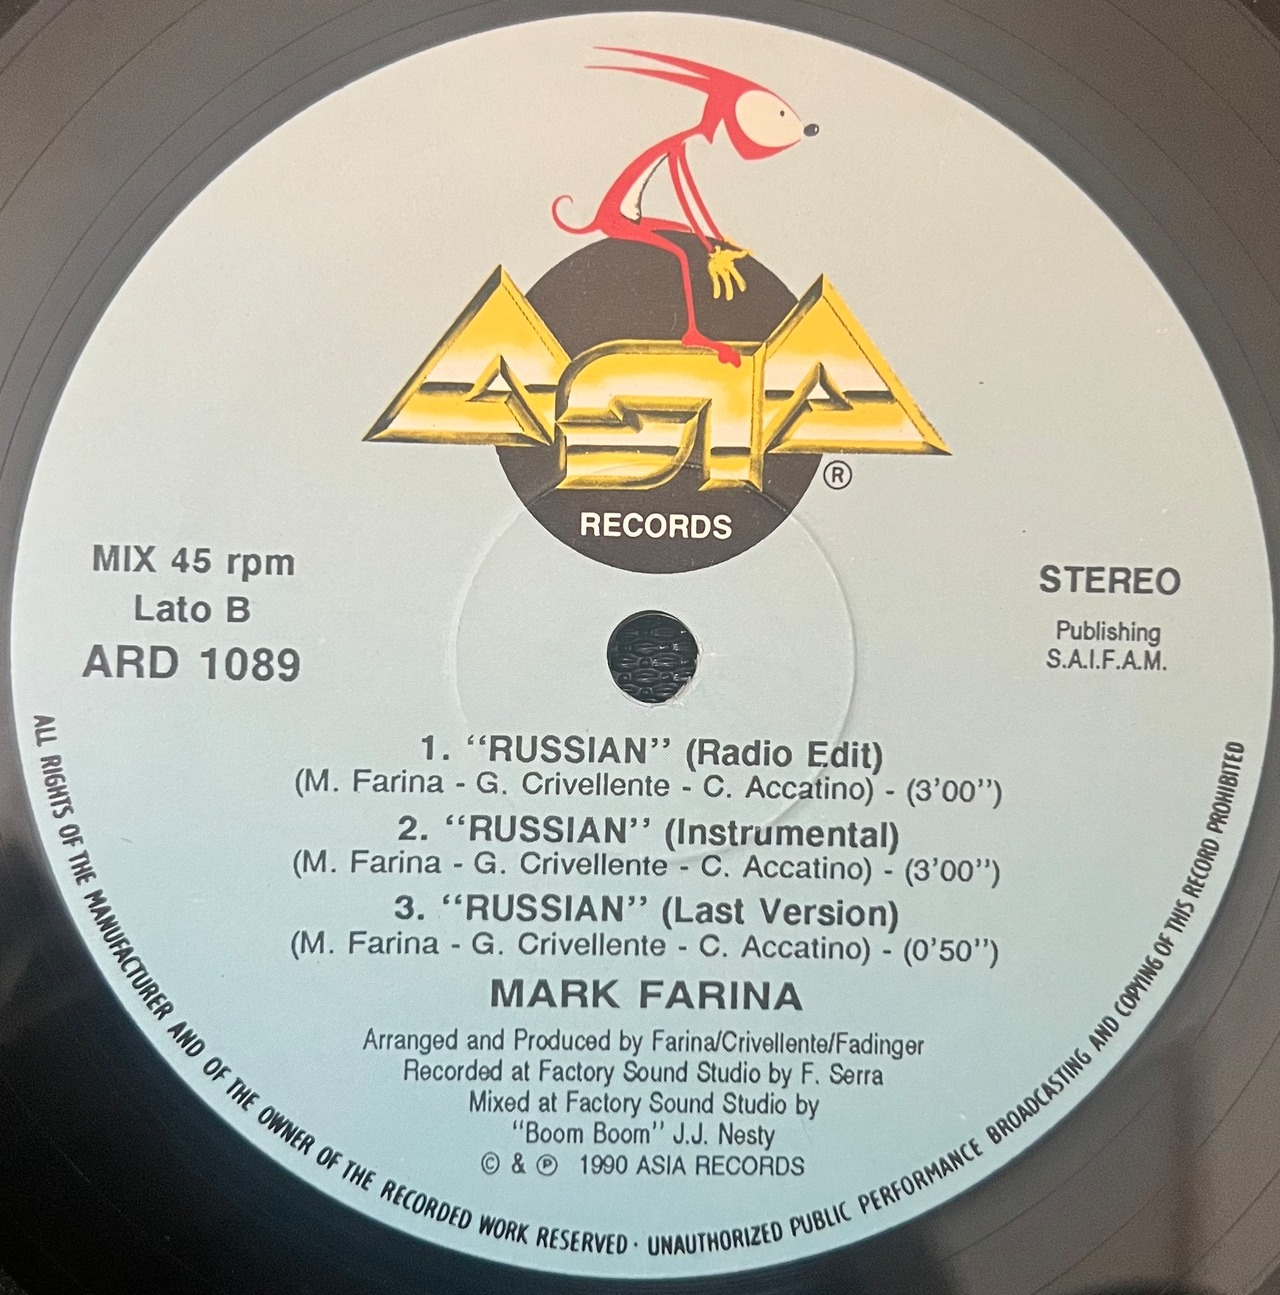 ASIA
®
RECORDS
MIX 45 rpm
Lato B
ARD 1089
STEREO
Publishing
S.A.I.F.A.M.
1. “RUSSIAN” (Radio Edit)
(M. Farina - G. Crivellente - C. Accatino) - (3’00”)
2. “RUSSIAN” (Instrumental)
(M. Farina - G. Crivellente - C. Accatino) - (3’00”)
3. “RUSSIAN” (Last Version)
(M. Farina - G. Crivellente - C. Accatino) - (0’50”)
MARK FARINA
Arranged and Produced by Farina/Crivellente/Fadinger
Recorded at Factory Sound Studio by F. Serra
Mixed at Factory Sound Studio by
“Boom Boom” J.J. Nesty
© & ℗ 1990 ASIA RECORDS
ALL RIGHTS OF THE MANUFACTURER AND OF THE OWNER OF THE RECORDED WORK RESERVED · UNAUTHORIZED PUBLIC PERFORMANCE BROADCASTING AND COPYING OF THIS RECORD PROHIBITED